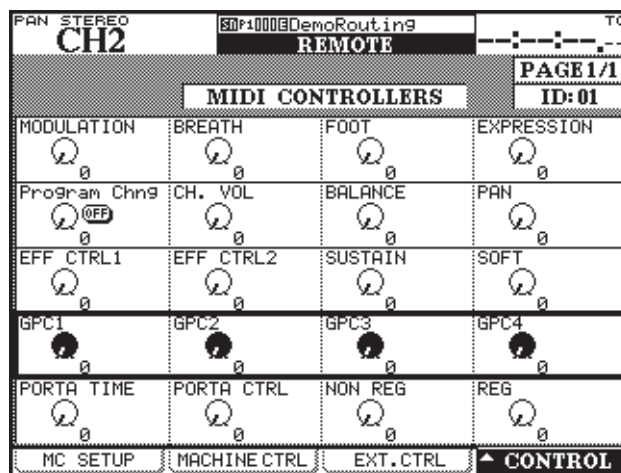 PAN STEREO
CH2
DemoRouting
REMOTE
TC
--:--:--.--
PAGE 1/1
MIDI CONTROLLERS
ID: 01
MODULATION BREATH FOOT EXPRESSION
0 0 0 0
Program Chng CH. VOL BALANCE PAN
OFF
0 0 0 0
EFF CTRL1 EFF CTRL2 SUSTAIN SOFT
0 0 0 0
GPC1 GPC2 GPC3 GPC4
0 0 0 0
PORTA TIME PORTA CTRL NON REG REG
0 0 0 0
MC SETUP MACHINE CTRL EXT.CTRL ▲ CONTROL